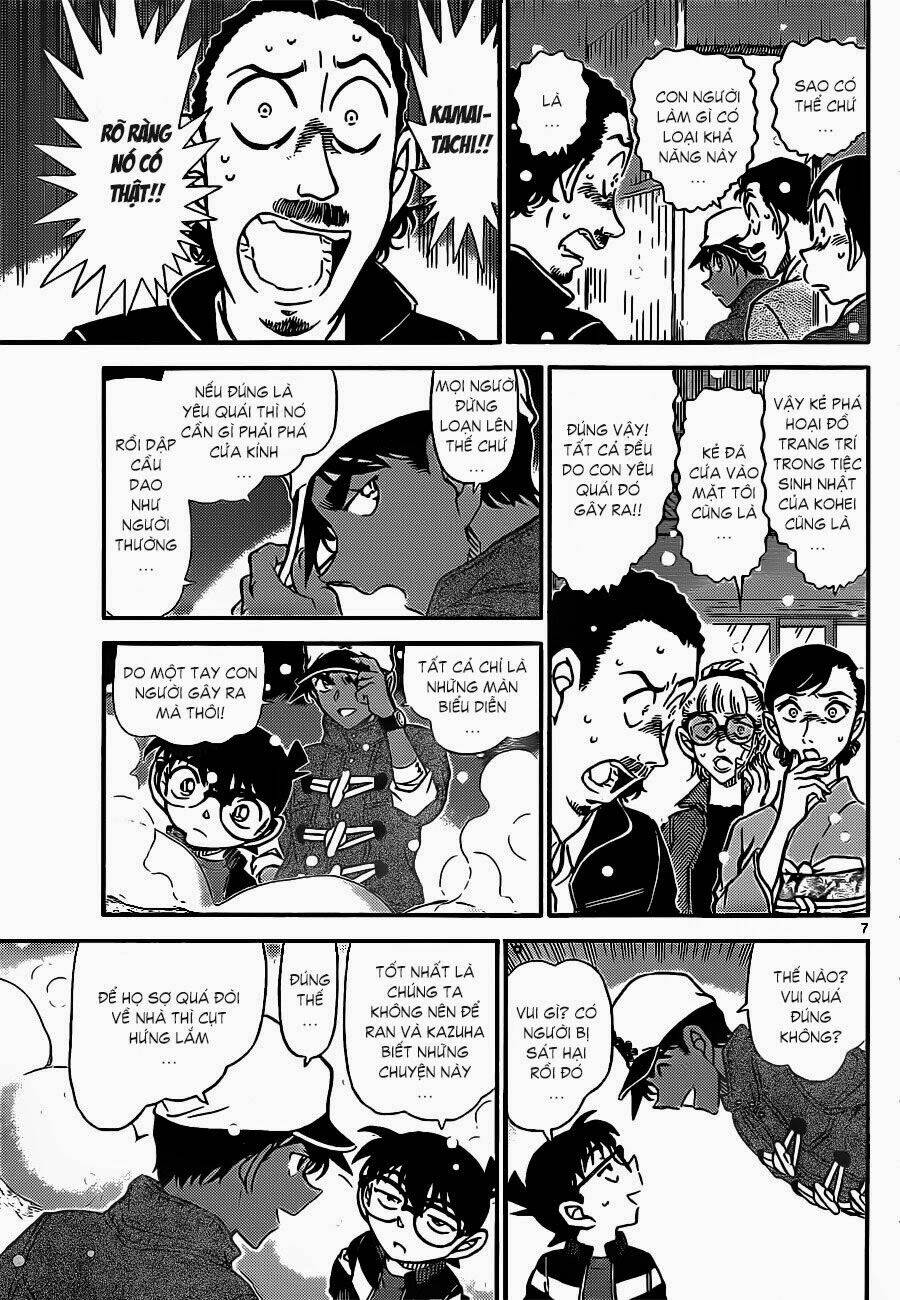 SAO CÓ
THỂ CHỨ
...
CON NGƯỜI
LÀM GÌ CÓ
LOẠI KHẢ
NĂNG NÀY
...
LÀ
...
KAMAI-
TACHI!!
RÕ RÀNG
NÓ CÓ
THẬT!!
VẬY KẺ PHÁ
HOẠI ĐỒ
TRANG TRÍ
TRONG TIỆC
SINH NHẬT
CỦA KOHEI
CŨNG LÀ
...
KẺ ĐÃ
CỨA VÀO
MẶT TÔI
CŨNG LÀ
...
ĐÚNG VẬY!
TẤT CẢ ĐỀU
DO CON YÊU
QUÁI ĐÓ
GÂY RA!!
MỌI NGƯỜI
ĐỪNG
LOẠN LÊN
THẾ CHỨ
...
NẾU ĐÚNG LÀ
YÊU QUÁI THÌ NÓ
CẦN GÌ PHẢI PHÁ
CỬA KÍNH
...
RỒI DẬP
CẦU
DAO
NHƯ
NGƯỜI
THƯỜNG
...
TẤT CẢ CHỈ LÀ
NHỮNG MÀN
BIỂU DIỄN
...
DO MỘT TAY CON
NGƯỜI GÂY RA
MÀ THÔI!
7
THẾ NÀO?
VUI QUÁ
ĐÚNG
KHÔNG?
VUI GÌ? CÓ
NGƯỜI BỊ
SÁT HẠI
RỒI ĐÓ
...
TỐT NHẤT LÀ
CHÚNG TA
KHÔNG NÊN ĐỂ
RAN VÀ KAZUHA
BIẾT NHỮNG
CHUYỆN NÀY
...
ĐÚNG
THẾ
...
ĐỂ HỌ SỢ QUÁ ĐÒI
VỀ NHÀ THÌ CỤT
HỨNG LẮM
...